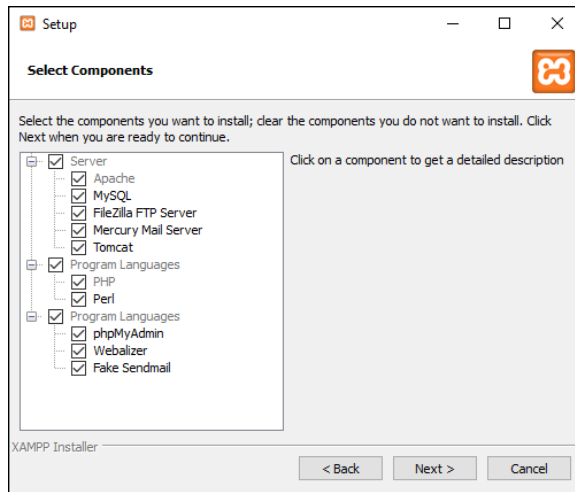 Setup
Select Components
Select the components you want to install; clear the components you do not want to install. Click
Next when you are ready to continue.
Server
Apache
MySQL
FileZilla FTP Server
Mercury Mail Server
Tomcat
Program Languages
PHP
Perl
Program Languages
phpMyAdmin
Webalizer
Fake Sendmail
Click on a component to get a detailed description
XAMPP Installer
< Back
Next >
Cancel